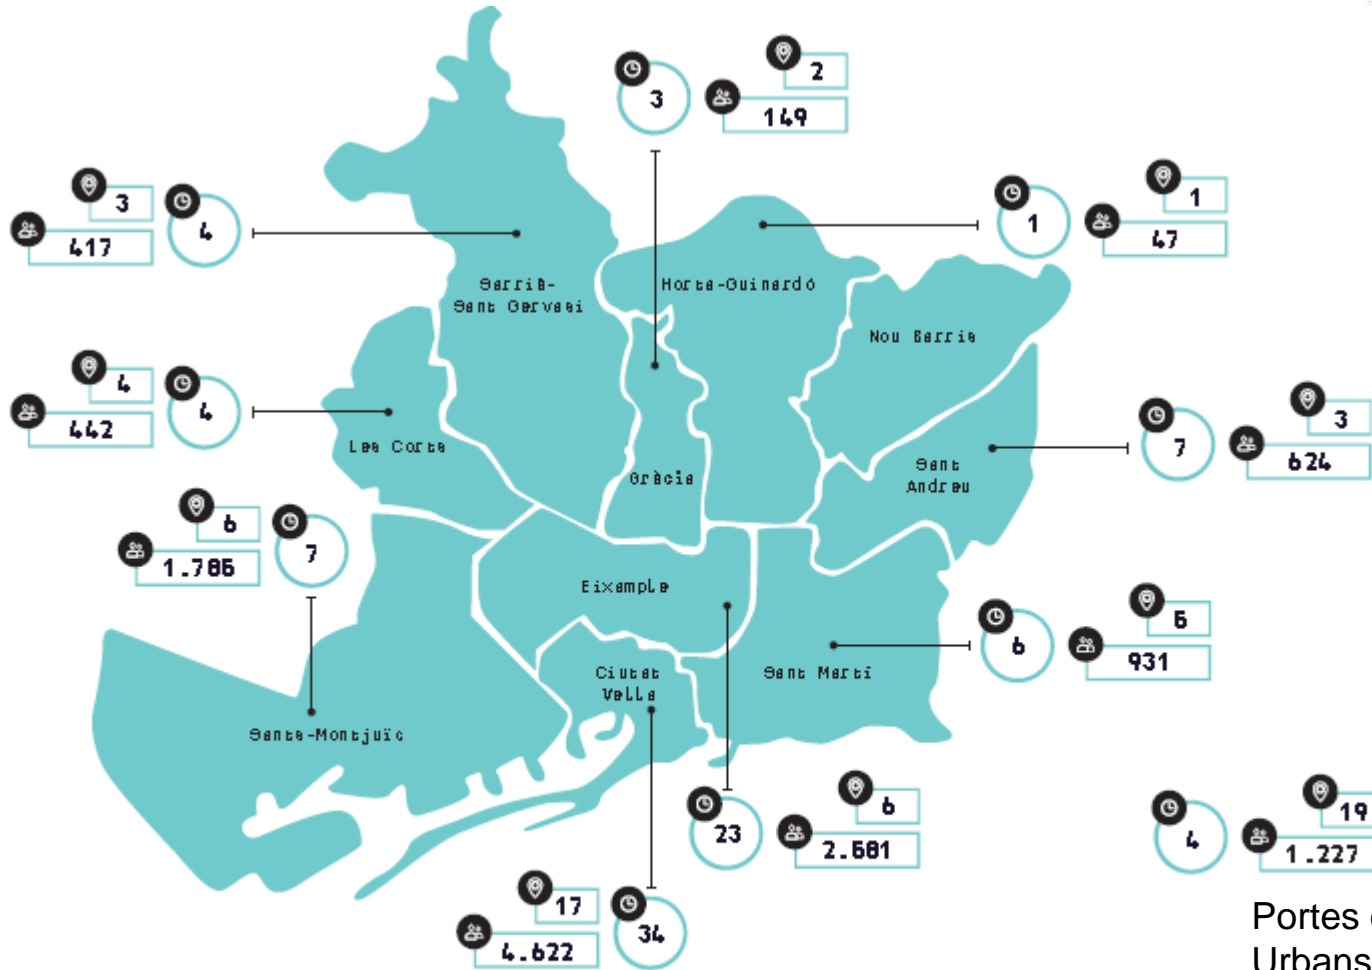 2
3
149
3
4
417
1
1
47
Sarrià-
Sant Gervasi
Horta-Guinardó
Nou Barris
4
4
442
3
7
624
Les Corts
Sant
Andreu
Gràcia
6
7
1.785
Eixample
5
6
931
Ciutat
Vella
Sant Martí
Sants-Montjuïc
6
23
2.581
19
4
1.227
17
34
4.622
Portes
Urbans